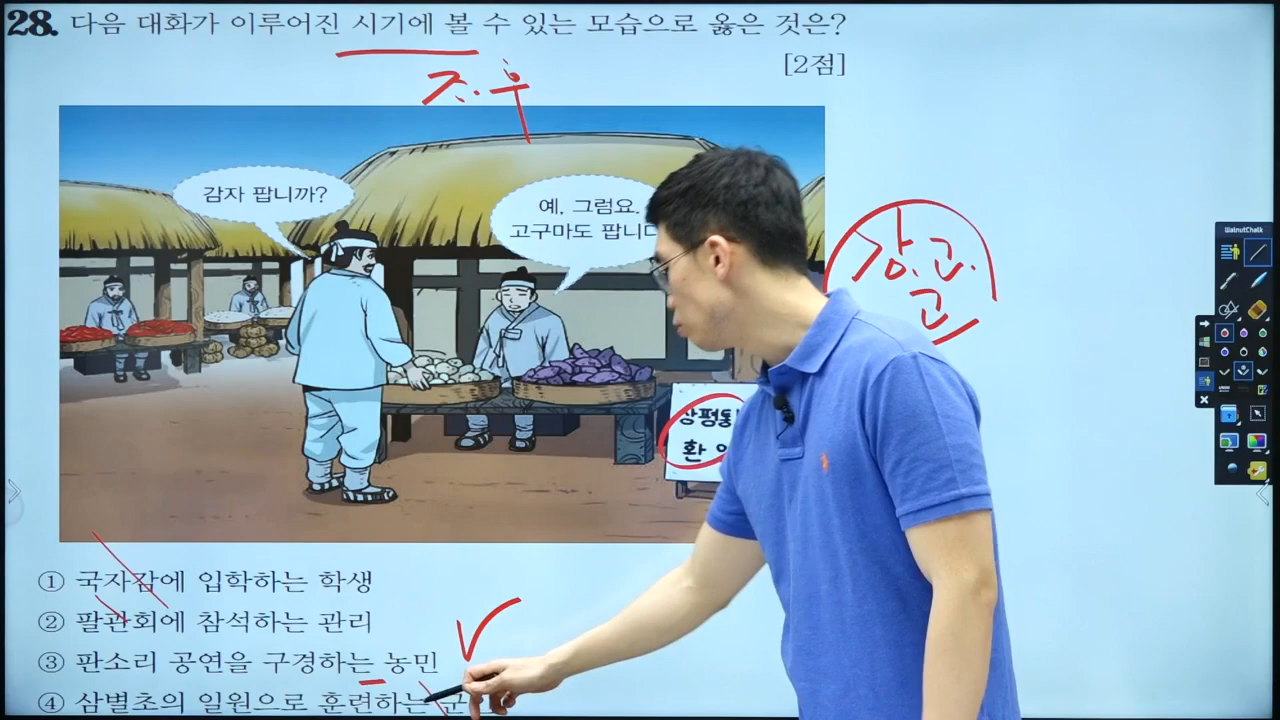 28. 다음 대화가 이루어진 시기에 볼 수 있는 모습으로 옳은 것은?
[2점]
조.후
감자 팝니까?
예, 그럼요.
고구마도 팝니다
감.고.
고
상평통
환
① 국자감에 입학하는 학생
② 팔관회에 참석하는 관리
③ 판소리 공연을 구경하는 농민
④ 삼별초의 일원으로 훈련하는 군인
WalnutChalk